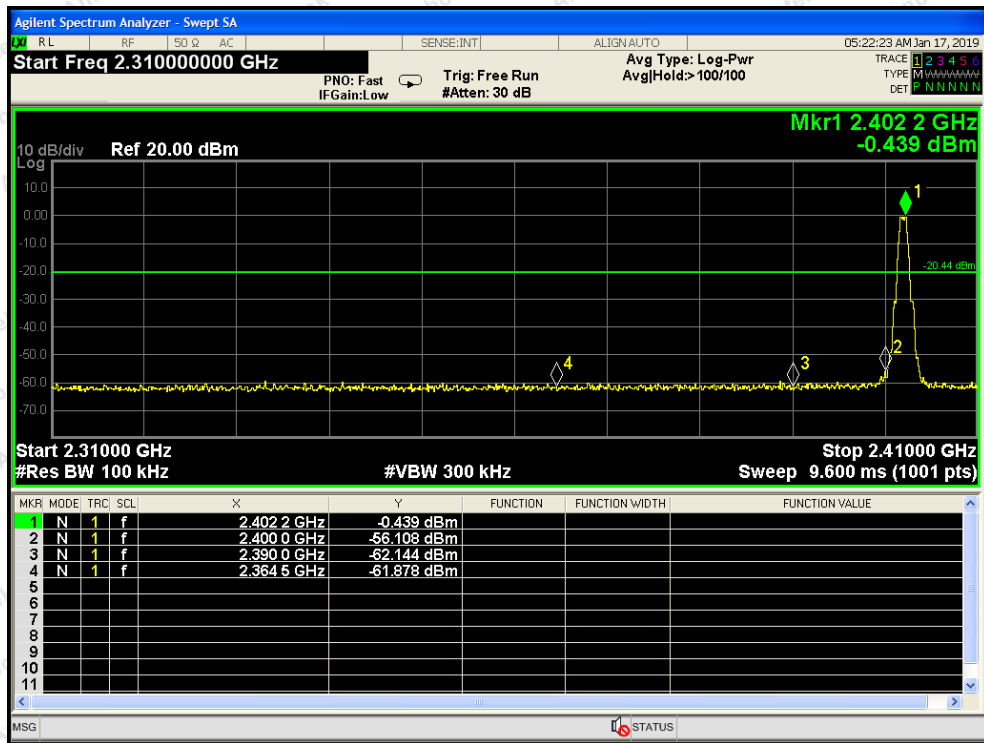 Agilent Spectrum Analyzer - Swept SA
LXI RL RF 50 Ω AC SENSE:INT ALIGN AUTO 05:22:23 AM Jan 17, 2019
Start Freq 2.310000000 GHz
PNO: Fast
IFGain:Low
Trig: Free Run
#Atten: 30 dB
Avg Type: Log-Pwr
Avg|Hold:>100/100
TRACE 1 2 3 4 5 6
TYPE M WWWWW
DET P N N N N N
Mkr1 2.402 2 GHz
-0.439 dBm
10 dB/div Ref 20.00 dBm
Log
10.0
1
0.00
-10.0
-20.0
-20.44 dBm
-30.0
-40.0
-50.0
2
3
4
-60.0
-70.0
Start 2.31000 GHz Stop 2.41000 GHz
#Res BW 100 kHz #VBW 300 kHz Sweep 9.600 ms (1001 pts)
MKR MODE TRC SCL X Y FUNCTION FUNCTION WIDTH FUNCTION VALUE
1 N 1 f 2.402 2 GHz -0.439 dBm
2 N 1 f 2.400 0 GHz -56.108 dBm
3 N 1 f 2.390 0 GHz -62.144 dBm
4 N 1 f 2.364 5 GHz -61.878 dBm
5
6
7
8
9
10
11
MSG STATUS